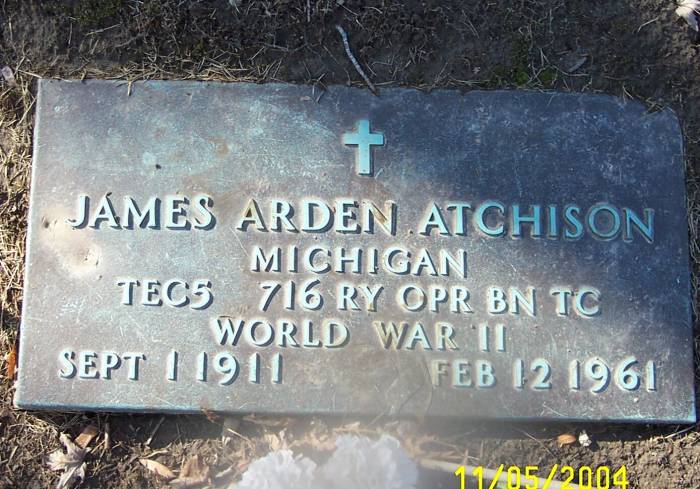 JAMES ARDEN ATCHISON
MICHIGAN
TEC5 716 RY OPR BN TC
WORLD WAR II
SEPT 1 1911 FEB 12 1961
11/05/2004